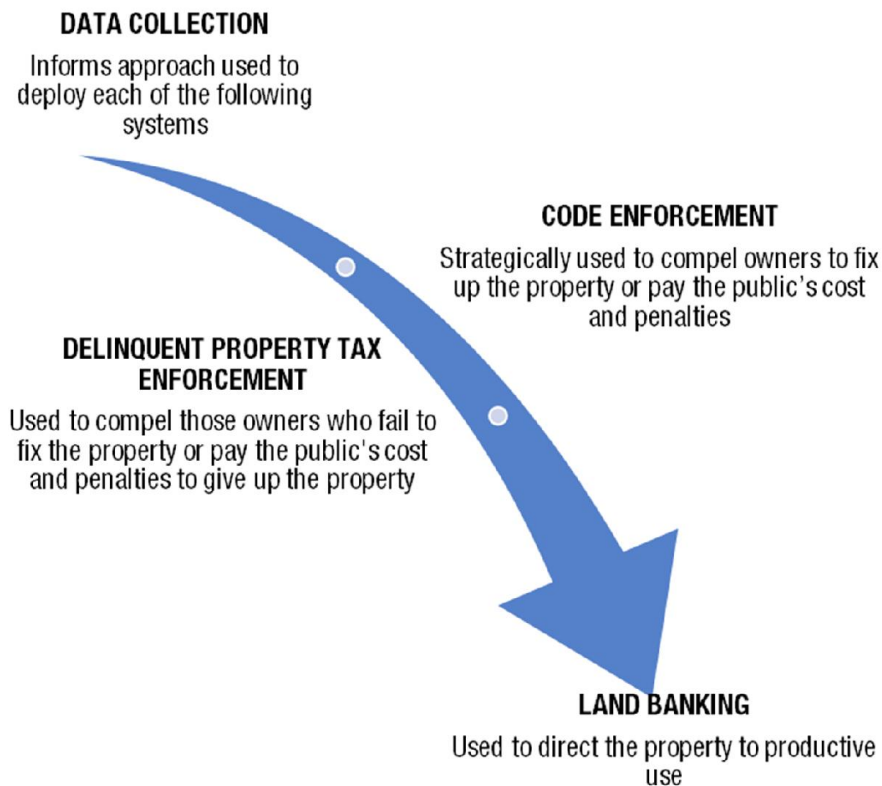 DATA COLLECTION
Informs approach used to
deploy each of the following
systems
CODE ENFORCEMENT
Strategically used to compel owners to fix
up the property or pay the public’s cost
and penalties
DELINQUENT PROPERTY TAX
ENFORCEMENT
Used to compel those owners who fail to
fix the property or pay the public's cost
and penalties to give up the property
LAND BANKING
Used to direct the property to productive
use